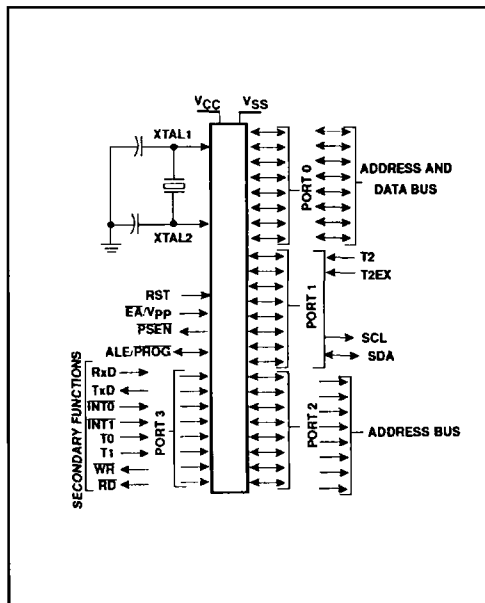 VCC VSS
XTAL1
XTAL2
PORT 0
ADDRESS AND
DATA BUS
RST
EA/VPP
PSEN
ALE/PROG
PORT 1
T2
T2EX
SCL
SDA
SECONDARY FUNCTIONS
RxD
TxD
INT0
INT1
T0
T1
WR
RD
PORT 3
PORT 2
ADDRESS BUS